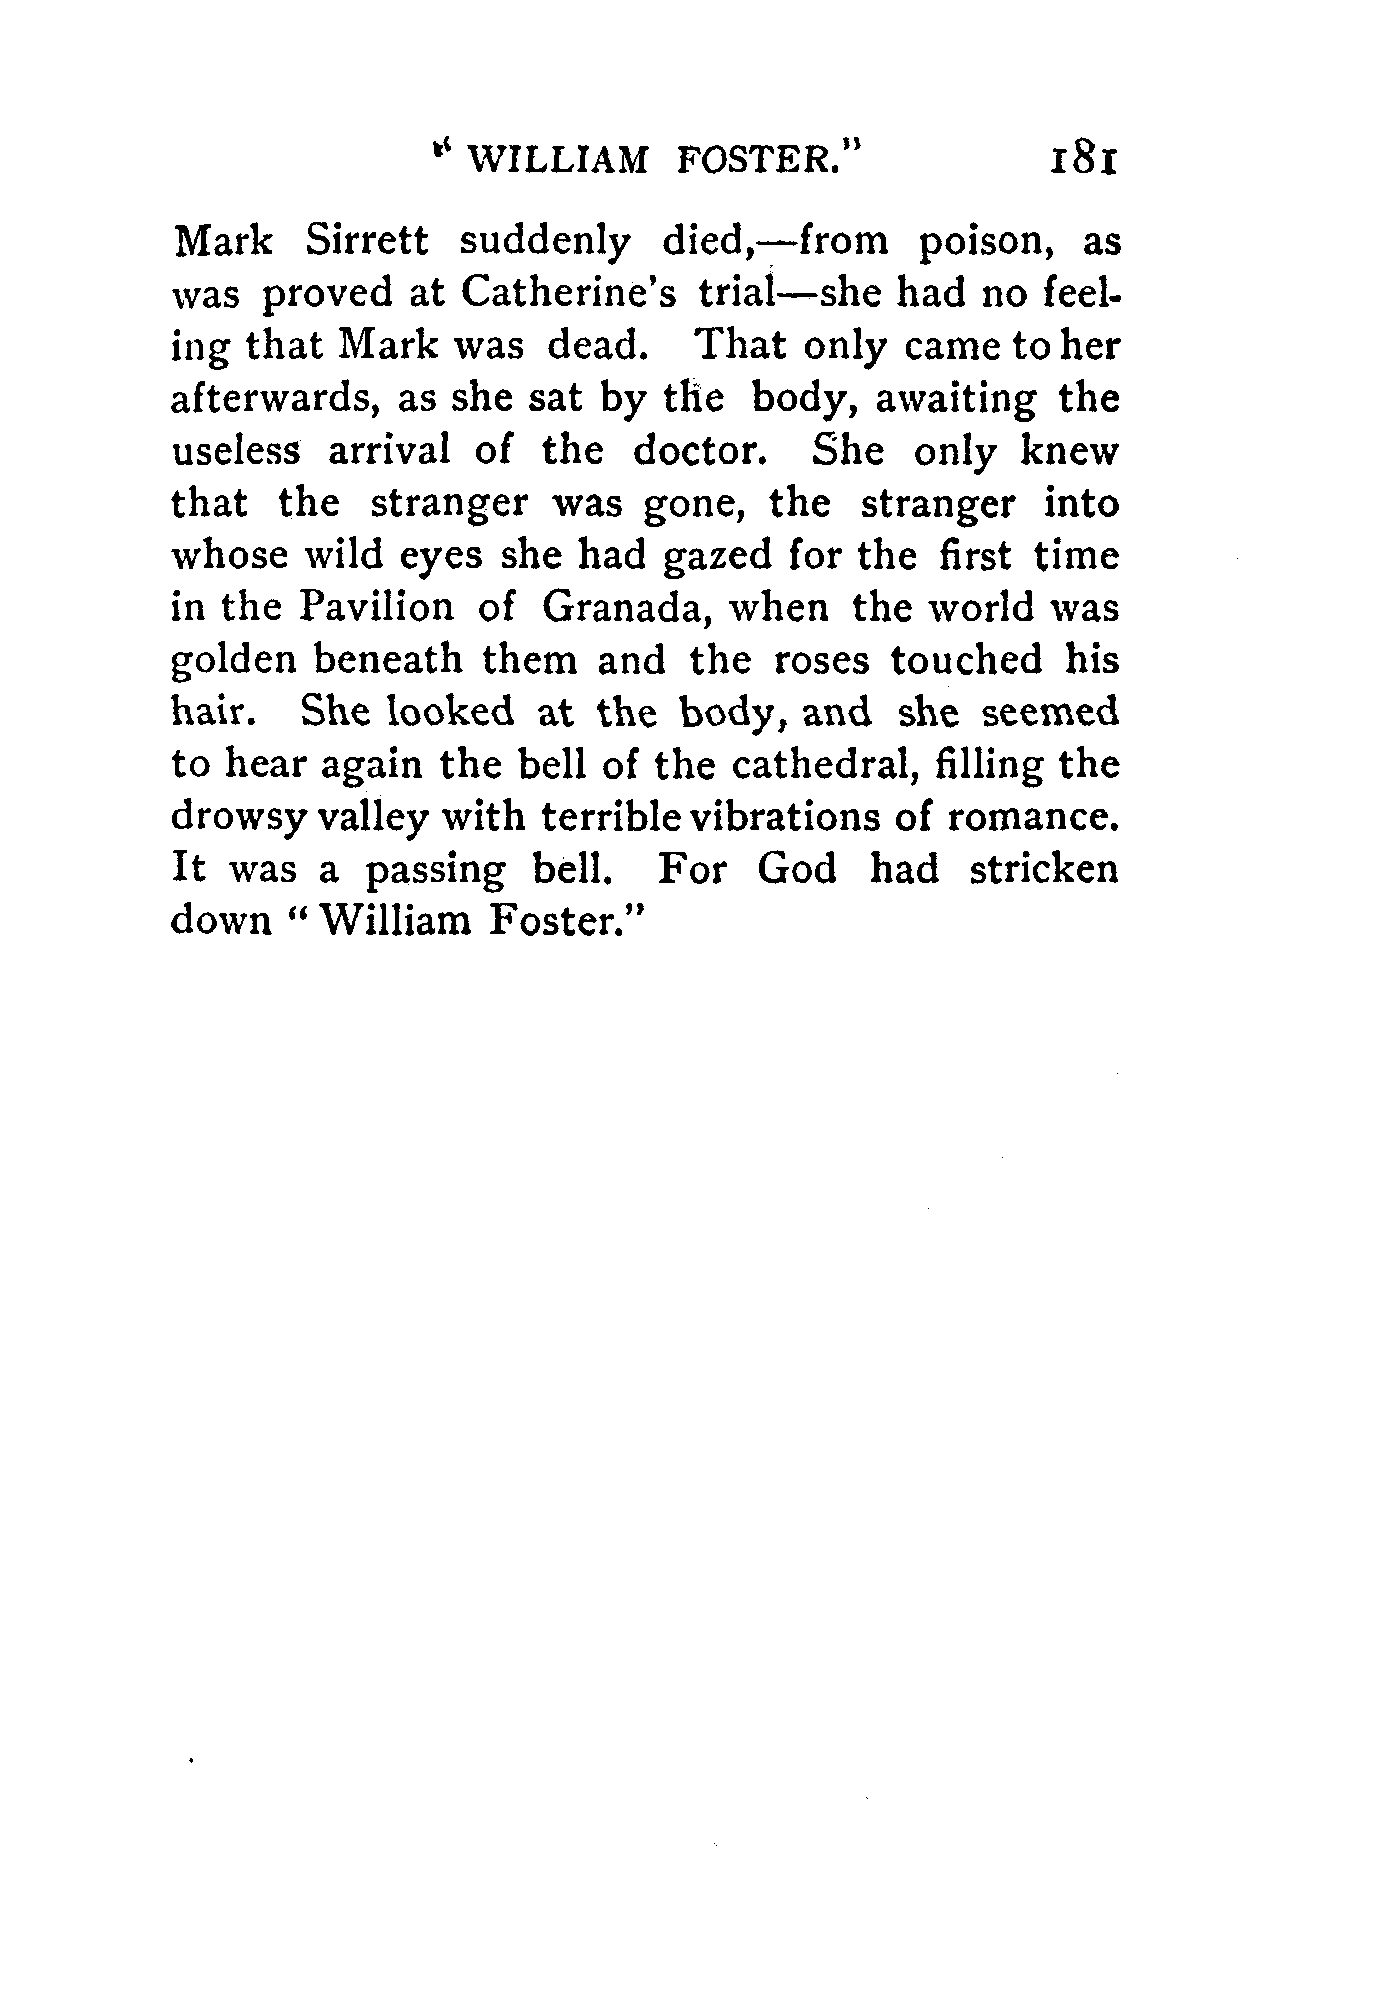 " WILLIAM FOSTER." 181
Mark Sirrett suddenly died,—from poison, as
was proved at Catherine's trial—she had no feel-
ing that Mark was dead. That only came to her
afterwards, as she sat by the body, awaiting the
useless arrival of the doctor. She only knew
that the stranger was gone, the stranger into
whose wild eyes she had gazed for the first time
in the Pavilion of Granada, when the world was
golden beneath them and the roses touched his
hair. She looked at the body, and she seemed
to hear again the bell of the cathedral, filling the
drowsy valley with terrible vibrations of romance.
It was a passing bell. For God had stricken
down " William Foster."